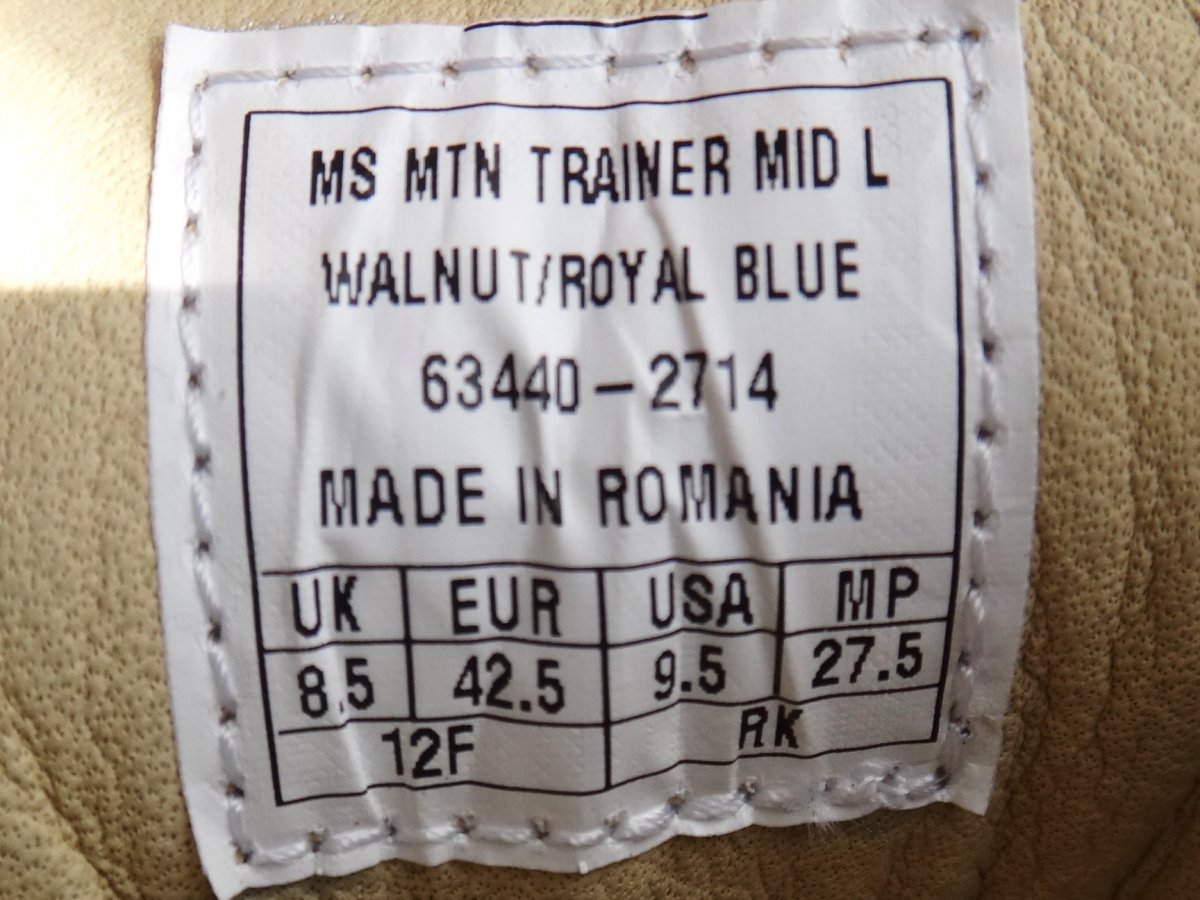 MS MTN TRAINER MID L
WALNUT/ROYAL BLUE
63440-2714
MADE IN ROMANIA
UK EUR USA MP
8.5 42.5 9.5 27.5
12F RK